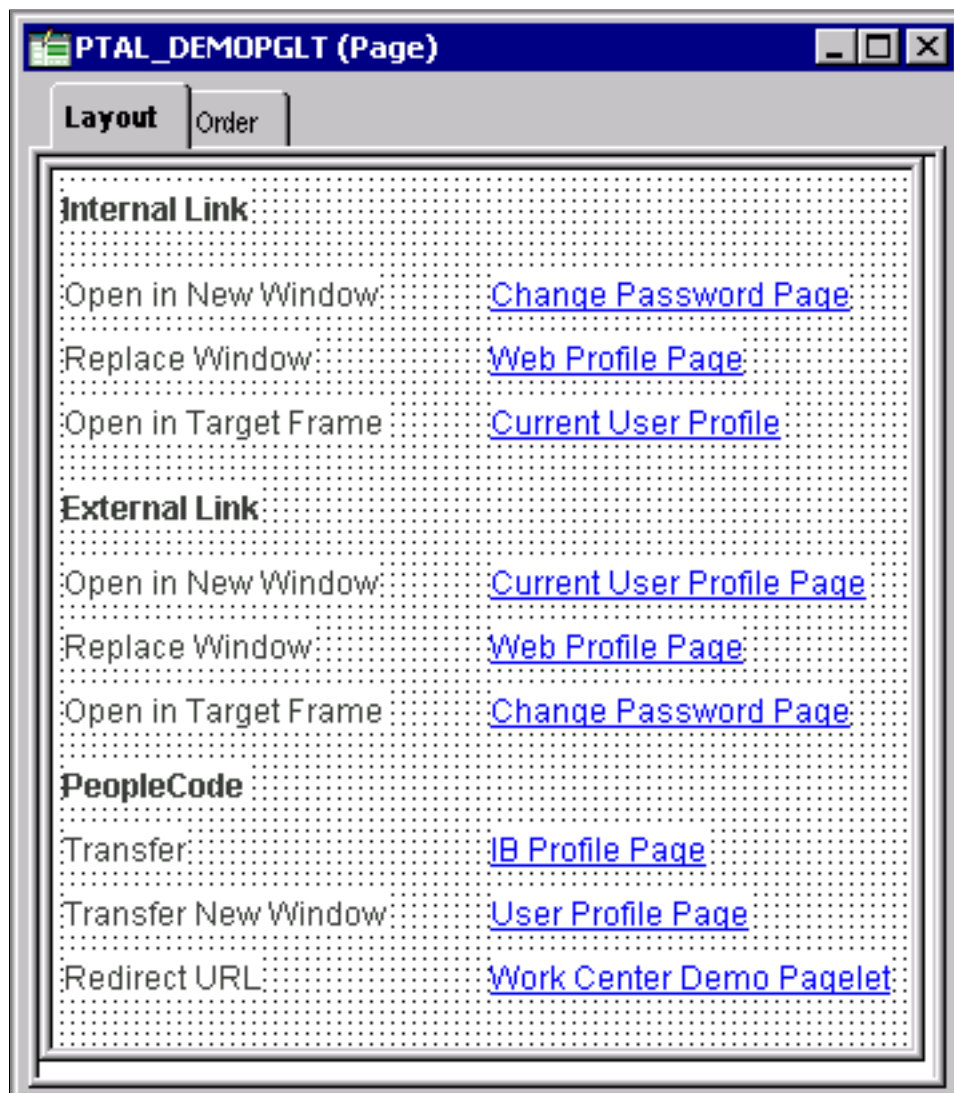 PTAL_DEMOPGLT (Page)
Layout Order
Internal Link
Open in New Window Change Password Page
Replace Window Web Profile Page
Open in Target Frame Current User Profile
External Link
Open in New Window Current User Profile Page
Replace Window Web Profile Page
Open in Target Frame Change Password Page
PeopleCode
Transfer IB Profile Page
Transfer New Window User Profile Page
Redirect URL Work Center Demo Pagelet